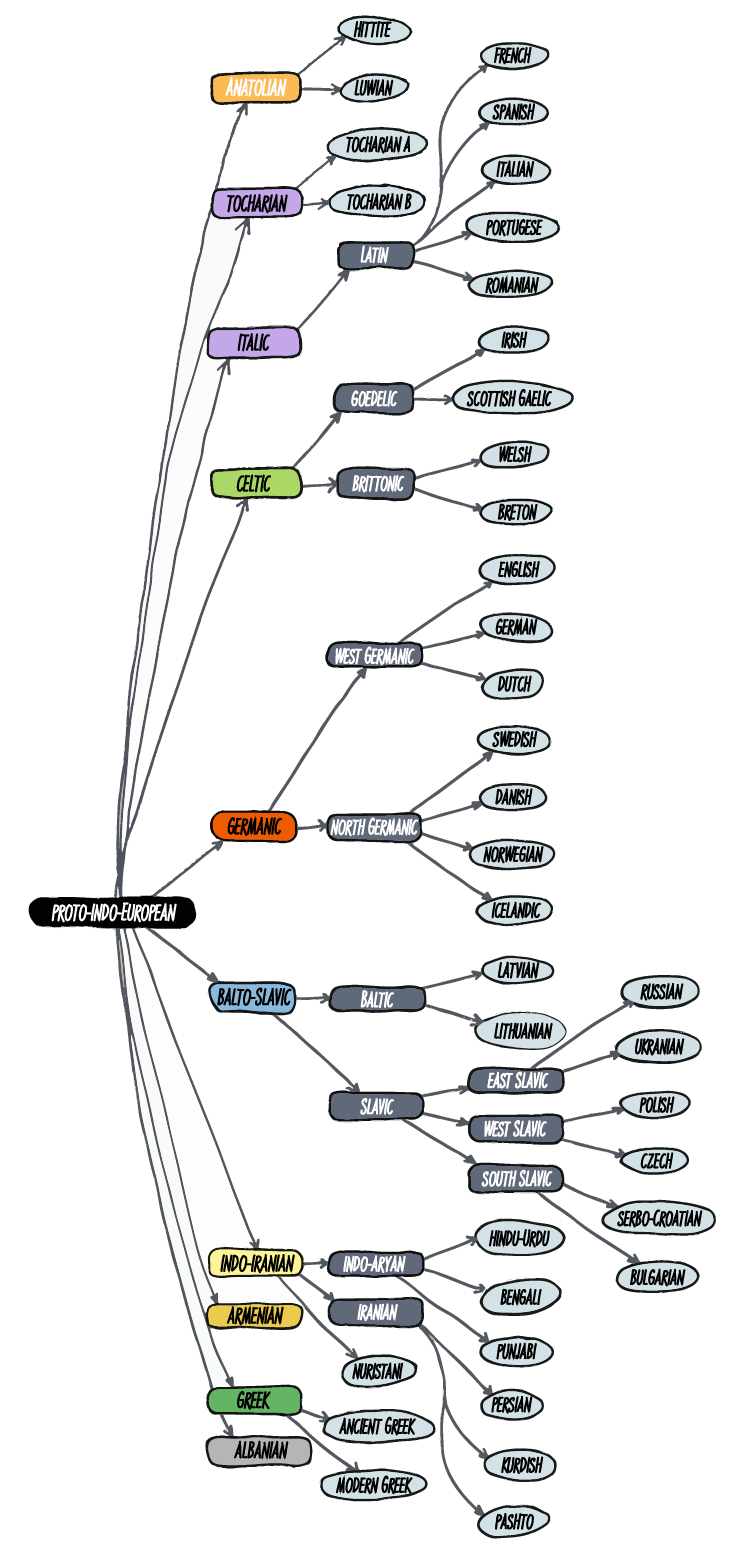 HITTITE
ANATOLIAN
LUWIAN
FRENCH
SPANISH
TOCHARIAN A
ITALIAN
TOCHARIAN
TOCHARIAN B
PORTUGESE
LATIN
ROMANIAN
ITALIC
IRISH
GOEDELIC
SCOTTISH GAELIC
WELSH
CELTIC
BRITTONIC
BRETON
ENGLISH
GERMAN
WEST GERMANIC
DUTCH
SWEDISH
DANISH
GERMANIC
NORTH GERMANIC
NORWEGIAN
ICELANDIC
PROTO-INDO-EUROPEAN
LATVIAN
BALTO-SLAVIC
BALTIC
RUSSIAN
LITHUANIAN
UKRANIAN
EAST SLAVIC
SLAVIC
POLISH
WEST SLAVIC
CZECH
SOUTH SLAVIC
SERBO-CROATIAN
HINDU-URDU
INDO-IRANIAN
INDO-ARYAN
BULGARIAN
BENGALI
ARMENIAN
IRANIAN
PUNJABI
NURISTANI
GREEK
PERSIAN
ANCIENT GREEK
ALBANIAN
KURDISH
MODERN GREEK
PASHTO